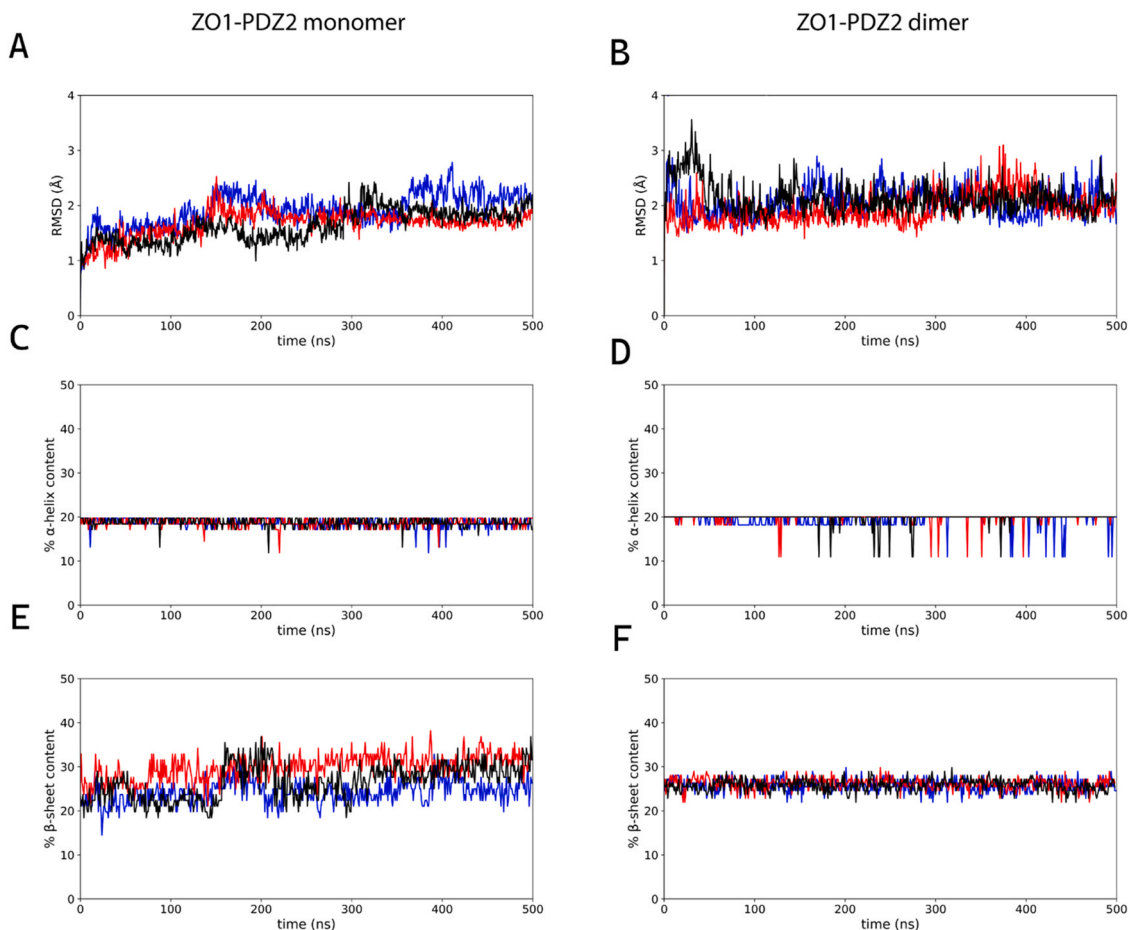 ZO1-PDZ2 monomer
ZO1-PDZ2 dimer
A
4
3
2
1
0
RMSD (Å)
0 100 200 300 400 500
time (ns)
B
4
3
2
1
0
RMSD (Å)
0 100 200 300 400 500
time (ns)
C
50
40
30
20
10
0
% α-helix content
0 100 200 300 400 500
time (ns)
D
50
40
30
20
10
0
% α-helix content
0 100 200 300 400 500
time (ns)
E
50
40
30
20
10
0
% β-sheet content
0 100 200 300 400 500
time (ns)
F
50
40
30
20
10
0
% β-sheet content
0 100 200 300 400 500
time (ns)